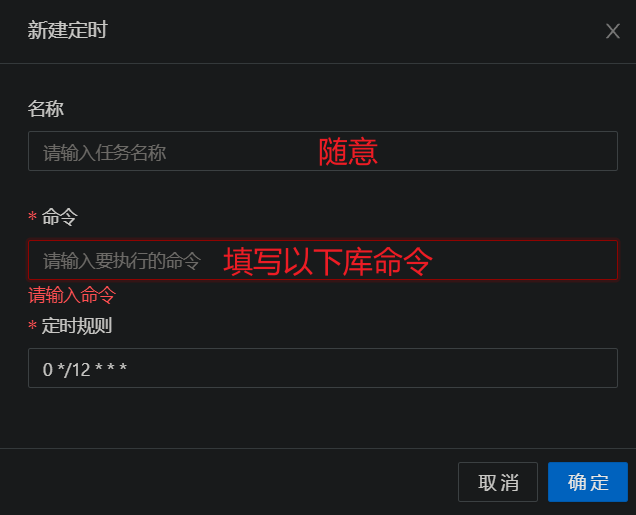 新建定时
名称
请输入任务名称 随意
* 命令
请输入要执行的命令 填写以下库命令
请输入命令
* 定时规则
0 */12 * * *
取 消 确 定